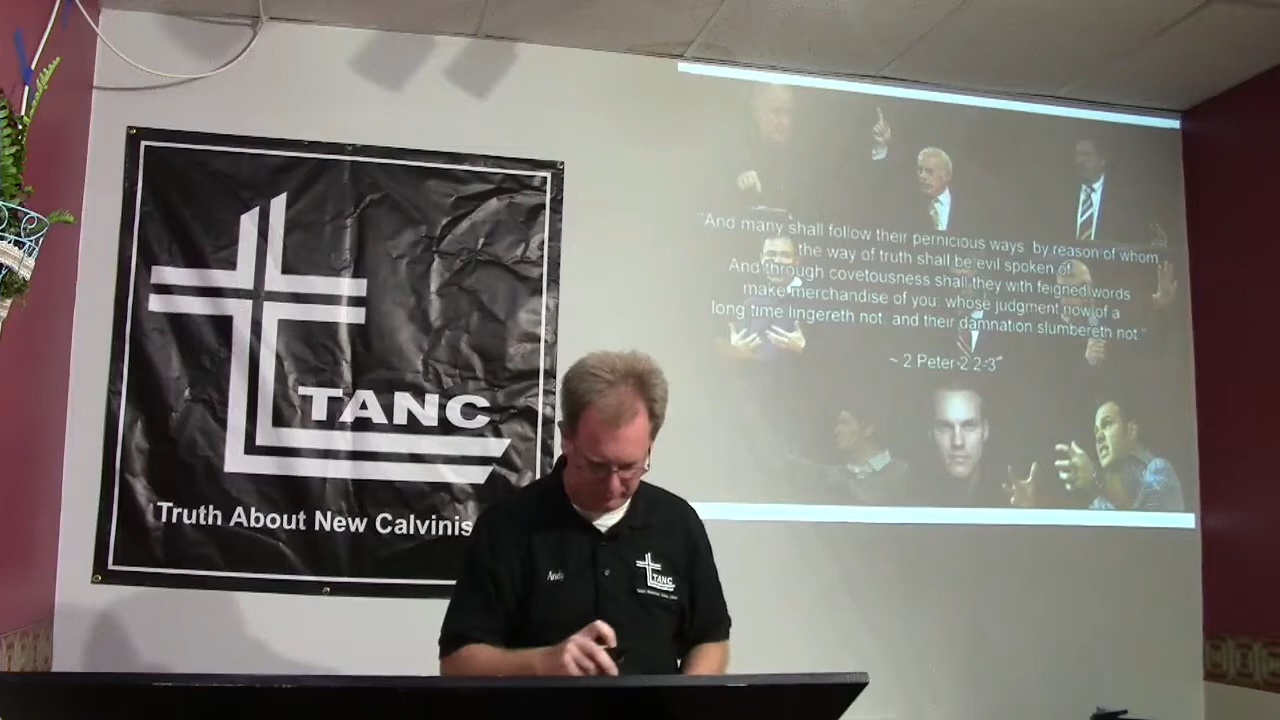 TANC
Truth About New Calvinis
"And many shall follow their pernicious ways by reason of whom
the way of truth shall be evil spoken of
And through covetousness shall they with feigned words
make merchandise of you: whose judgment now of a
long time lingereth not, and their damnation slumbereth not."
~ 2 Peter 2 2-3
Andy
TANC